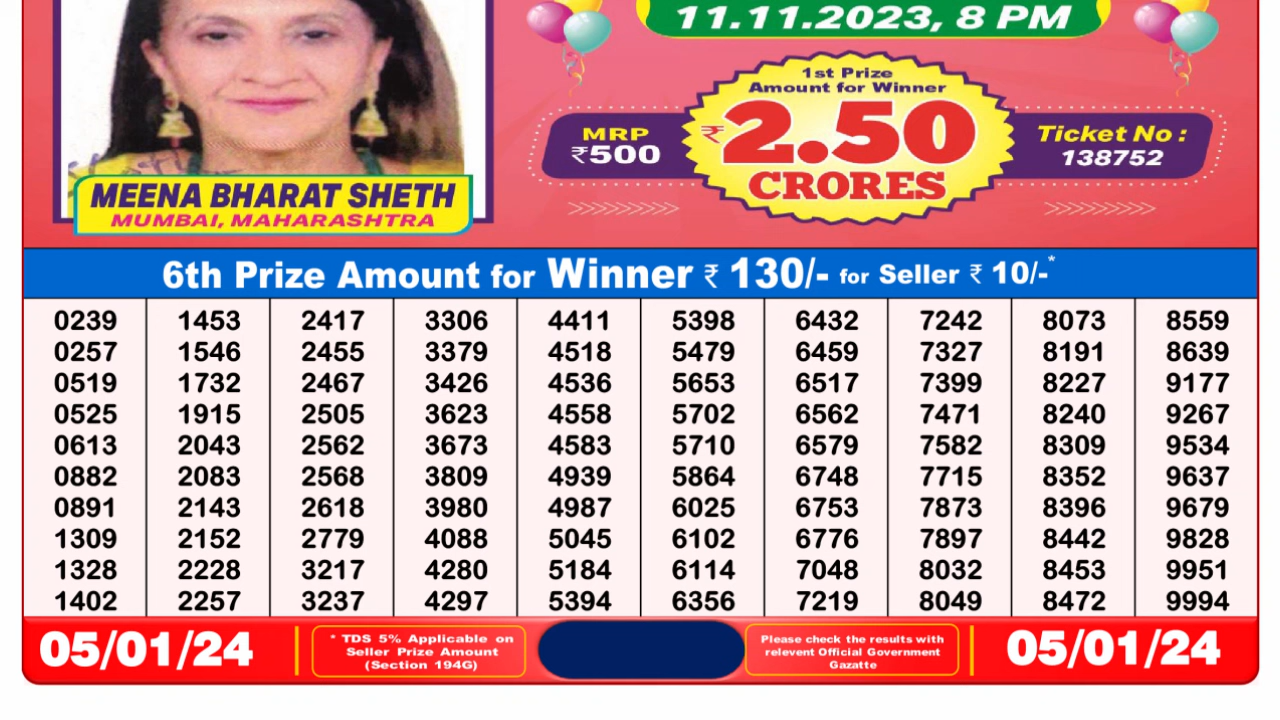 11.11.2023, 8 PM
1st Prize
Amount for Winner
₹2.50
CRORES
MRP
₹500
Ticket No :
138752
MEENA BHARAT SHETH
MUMBAI, MAHARASHTRA
6th Prize Amount for Winner ₹ 130/- for Seller ₹ 10/-*
0239 1453 2417 3306 4411 5398 6432 7242 8073 8559
0257 1546 2455 3379 4518 5479 6459 7327 8191 8639
0519 1732 2467 3426 4536 5653 6517 7399 8227 9177
0525 1915 2505 3623 4558 5702 6562 7471 8240 9267
0613 2043 2562 3673 4583 5710 6579 7582 8309 9534
0882 2083 2568 3809 4939 5864 6748 7715 8352 9637
0891 2143 2618 3980 4987 6025 6753 7873 8396 9679
1309 2152 2779 4088 5045 6102 6776 7897 8442 9828
1328 2228 3217 4280 5184 6114 7048 8032 8453 9951
1402 2257 3237 4297 5394 6356 7219 8049 8472 9994
05/01/24
* TDS 5% Applicable on
Seller Prize Amount
(Section 194G)
Please check the results with
relevent Official Government
Gazatte
05/01/24